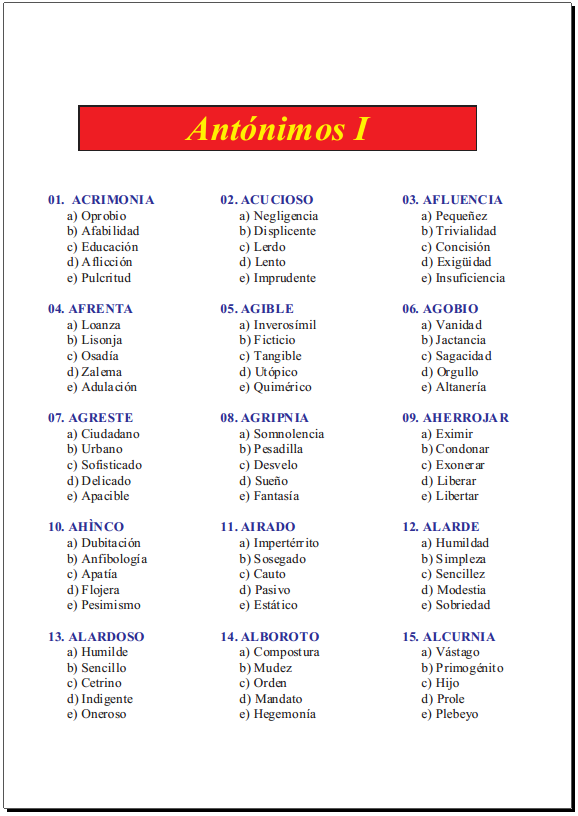 Antónimos I
01. ACRIMONIA
a) Oprobio
b) Afabilidad
c) Educación
d) Aflicción
e) Pulcritud
02. ACUCIOSO
a) Negligencia
b) Displicente
c) Lerdo
d) Lento
e) Imprudente
03. AFLUENCIA
a) Pequeñez
b) Trivialidad
c) Concisión
d) Exigüidad
e) Insuficiencia
04. AFRENTA
a) Loanza
b) Lisonja
c) Osadía
d) Zalema
e) Adulación
05. AGIBLE
a) Inverosímil
b) Ficticio
c) Tangible
d) Utópico
e) Quimérico
06. AGOBIO
a) Vanidad
b) Jactancia
c) Sagacidad
d) Orgullo
e) Altanería
07. AGRESTE
a) Ciudadano
b) Urbano
c) Sofisticado
d) Delicado
e) Apacible
08. AGRIPNIA
a) Somnolencia
b) Pesadilla
c) Desvelo
d) Sueño
e) Fantasía
09. AHERROJAR
a) Eximir
b) Condonar
c) Exonerar
d) Liberar
e) Libertar
10. AHÌNCO
a) Dubitación
b) Anfibología
c) Apatía
d) Flojera
e) Pesimismo
11. AIRADO
a) Impertérrito
b) Sosegado
c) Cauto
d) Pasivo
e) Estático
12. ALARDE
a) Humildad
b) Simpleza
c) Sencillez
d) Modestia
e) Sobriedad
13. ALARDOSO
a) Humilde
b) Sencillo
c) Cetrino
d) Indigente
e) Oneroso
14. ALBOROTO
a) Compostura
b) Mudez
c) Orden
d) Mandato
e) Hegemonía
15. ALCURNIA
a) Vástago
b) Primogénito
c) Hijo
d) Prole
e) Plebeyo